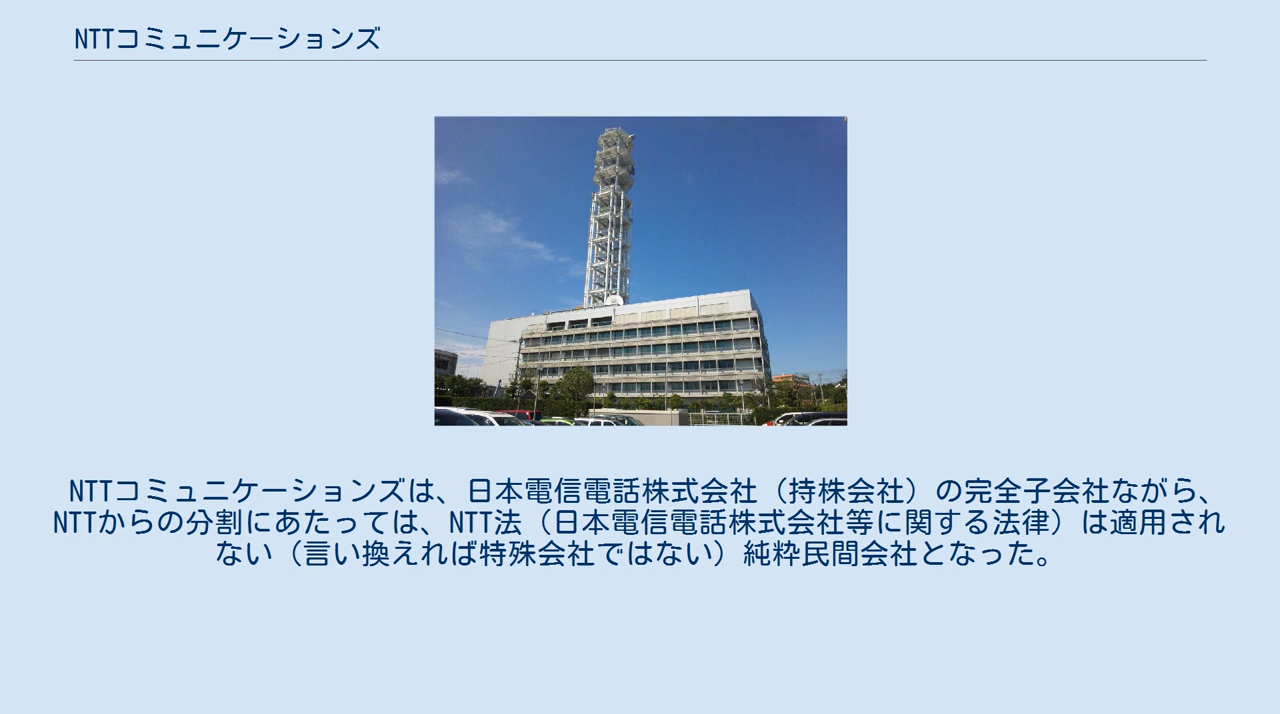 NTTコミュニケーションズ
NTTコミュニケーションズは、日本電信電話株式会社（持株会社）の完全子会社ながら、
NTTからの分割にあたっては、NTT法（日本電信電話株式会社等に関する法律）は適用され
ない（言い換えれば特殊会社ではない）純粋民間会社となった。